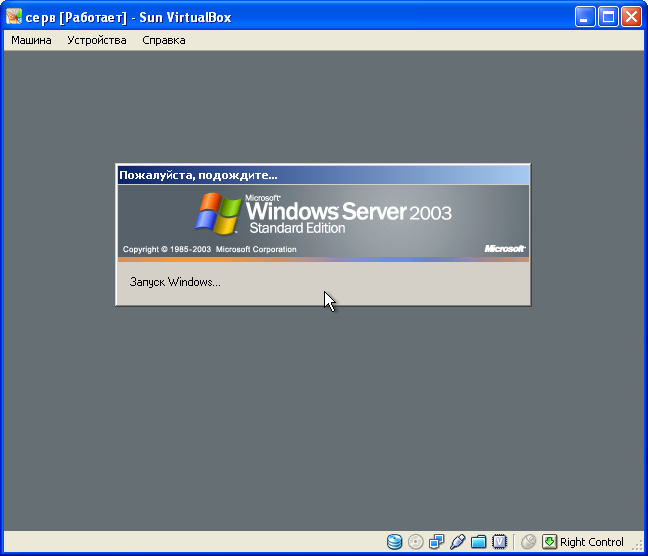 серв [Работает] - Sun VirtualBox
Машина Устройства Справка
Пожалуйста, подождите...
Microsoft
Windows Server 2003
Standard Edition
Copyright © 1985-2003 Microsoft Corporation Microsoft
Запуск Windows...
V Right Control